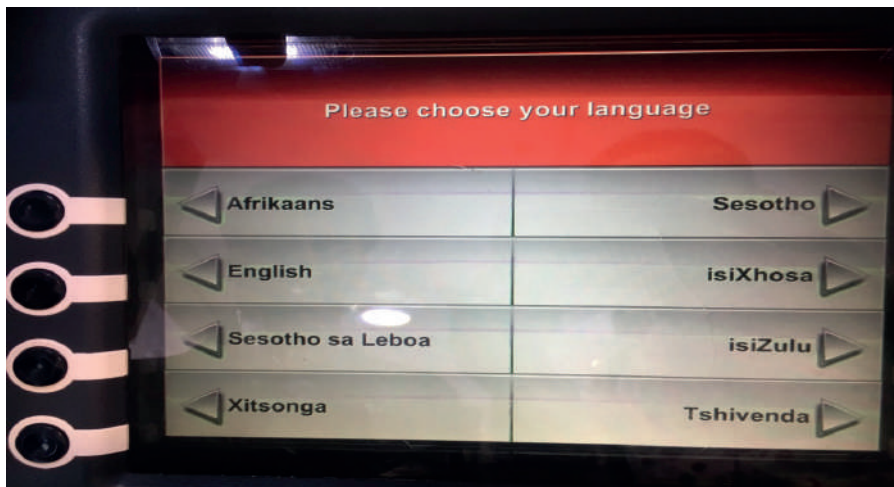 Please choose your language
Afrikaans
Sesotho
English
isiXhosa
Sesotho sa Leboa
isiZulu
Xitsonga
Tshivenda